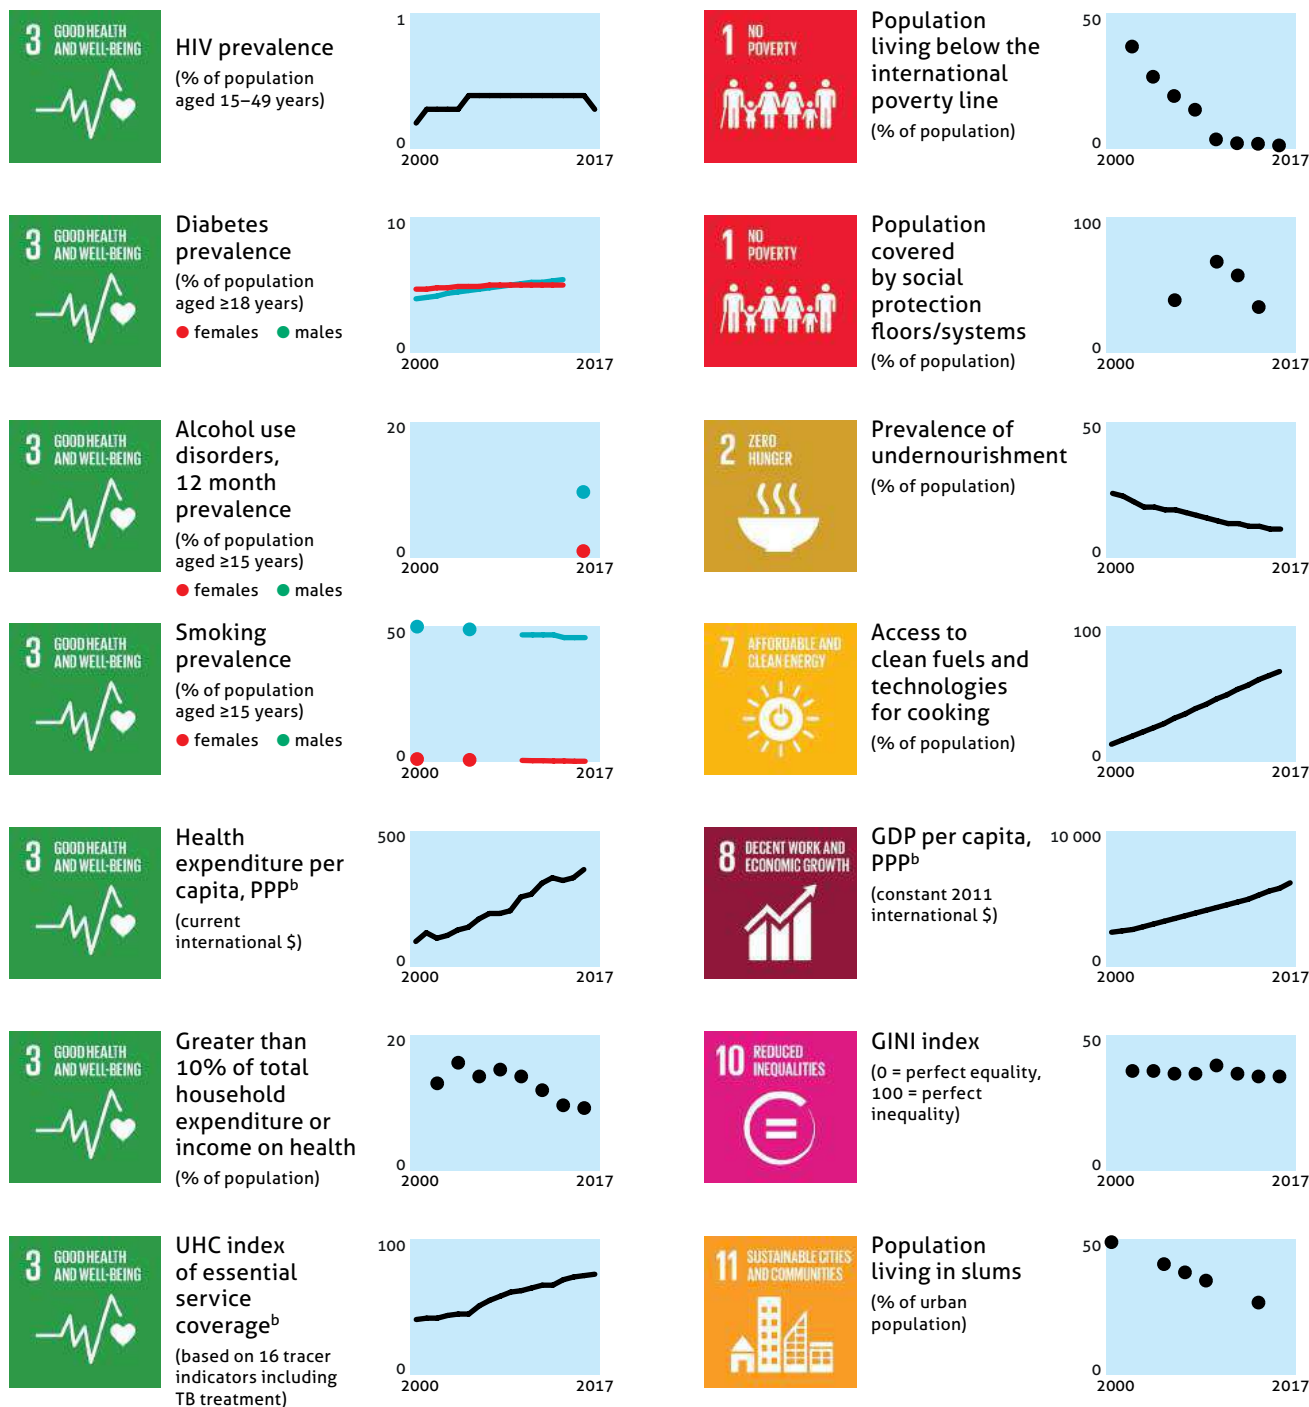 3 GOOD HEALTH
AND WELL-BEING
HIV prevalence
(% of population
aged 15–49 years)
1
0
2000 2017
3 GOOD HEALTH
AND WELL-BEING
Diabetes
prevalence
(% of population
aged ≥18 years)
females males
10
0
2000 2017
3 GOOD HEALTH
AND WELL-BEING
Alcohol use
disorders,
12 month
prevalence
(% of population
aged ≥15 years)
females males
20
0
2000 2017
3 GOOD HEALTH
AND WELL-BEING
Smoking
prevalence
(% of population
aged ≥15 years)
females males
50
0
2000 2017
3 GOOD HEALTH
AND WELL-BEING
Health
expenditure per
capita, PPPᵇ
(current
international $)
500
0
2000 2017
3 GOOD HEALTH
AND WELL-BEING
Greater than
10% of total
household
expenditure or
income on health
(% of population)
20
0
2000 2017
3 GOOD HEALTH
AND WELL-BEING
UHC index
of essential
service
coverageᵇ
(based on 16 tracer
indicators including
TB treatment)
100
0
2000 2017
1 NO
POVERTY
Population
living below the
international
poverty line
(% of population)
50
0
2000 2017
1 NO
POVERTY
Population
covered
by social
protection
floors/systems
(% of population)
100
0
2000 2017
2 ZERO
HUNGER
Prevalence of
undernourishment
(% of population)
50
0
2000 2017
7 AFFORDABLE AND
CLEAN ENERGY
Access to
clean fuels and
technologies
for cooking
(% of population)
100
0
2000 2017
8 DECENT WORK AND
ECONOMIC GROWTH
GDP per capita,
PPPᵇ
(constant 2011
international $)
10 000
0
2000 2017
10 REDUCED
INEQUALITIES
GINI index
(0 = perfect equality,
100 = perfect
inequality)
50
0
2000 2017
11 SUSTAINABLE CITIES
AND COMMUNITIES
Population
living in slums
(% of urban
population)
50
0
2000 2017